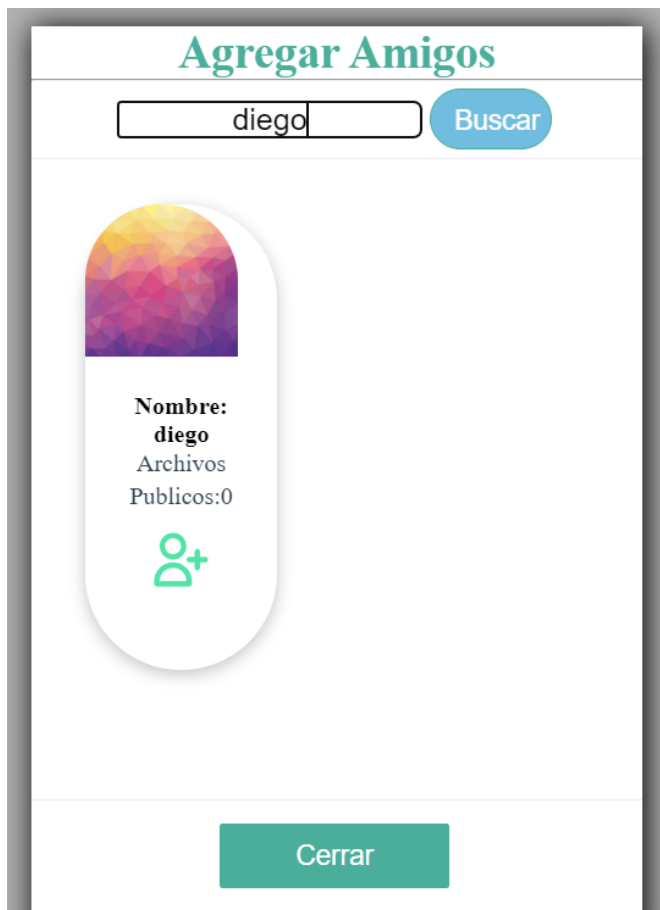 Agregar Amigos
diego
Buscar
Nombre:
diego
Archivos
Publicos:0
Cerrar